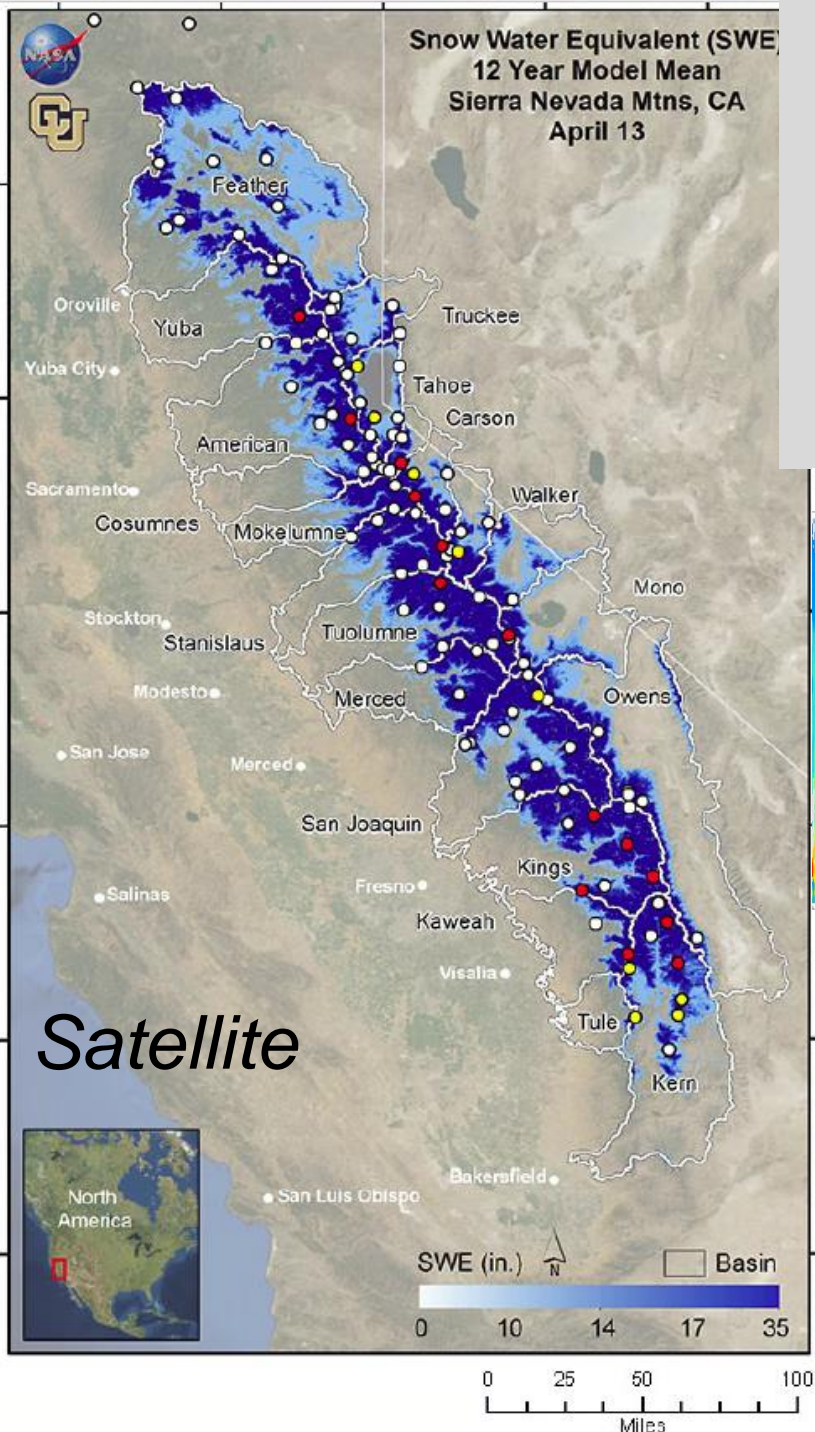 NASA
CU
Snow Water Equivalent (SWE)
12 Year Model Mean
Sierra Nevada Mtns, CA
April 13
Feather
Oroville
Yuba
Truckee
Yuba City
Tahoe
Carson
American
Sacramento
Walker
Cosumnes
Mokelumne
Mono
Stockton
Stanislaus
Tuolumne
Modesto
Merced
Owens
San Jose
Merced
San Joaquin
Kings
Fresno
Salinas
Kaweah
Visalia
Satellite
Tule
Kern
Bakersfield
North
America
San Luis Obispo
SWE (in.)
N
Basin
0 10 14 17 35
0 25 50 100
Miles